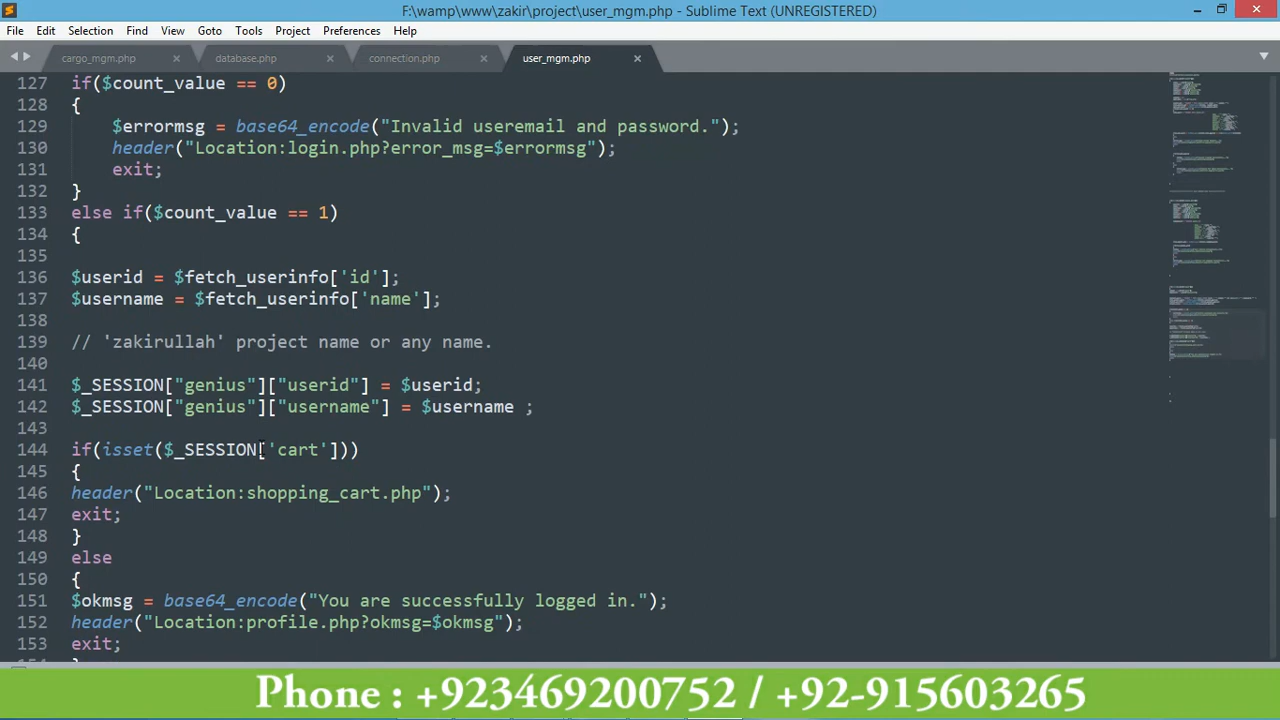 F:\wamp\www\zakir\project\user_mgm.php - Sublime Text (UNREGISTERED)
File Edit Selection Find View Goto Tools Project Preferences Help
cargo_mgm.php database.php connection.php user_mgm.php
127 if($count_value == 0)
128 {
129 $errormsg = base64_encode("Invalid useremail and password.");
130 header("Location:login.php?error_msg=$errormsg");
131 exit;
132 }
133 else if($count_value == 1)
134 {
135
136 $userid = $fetch_userinfo['id'];
137 $username = $fetch_userinfo['name'];
138
139 // 'zakirullah' project name or any name.
140
141 $_SESSION["genius"]["userid"] = $userid;
142 $_SESSION["genius"]["username"] = $username ;
143
144 if(isset($_SESSION['cart']))
145 {
146 header("Location:shopping_cart.php");
147 exit;
148 }
149 else
150 {
151 $okmsg = base64_encode("You are successfully logged in.");
152 header("Location:profile.php?okmsg=$okmsg");
153 exit;
Phone : +923469200752 / +92-915603265